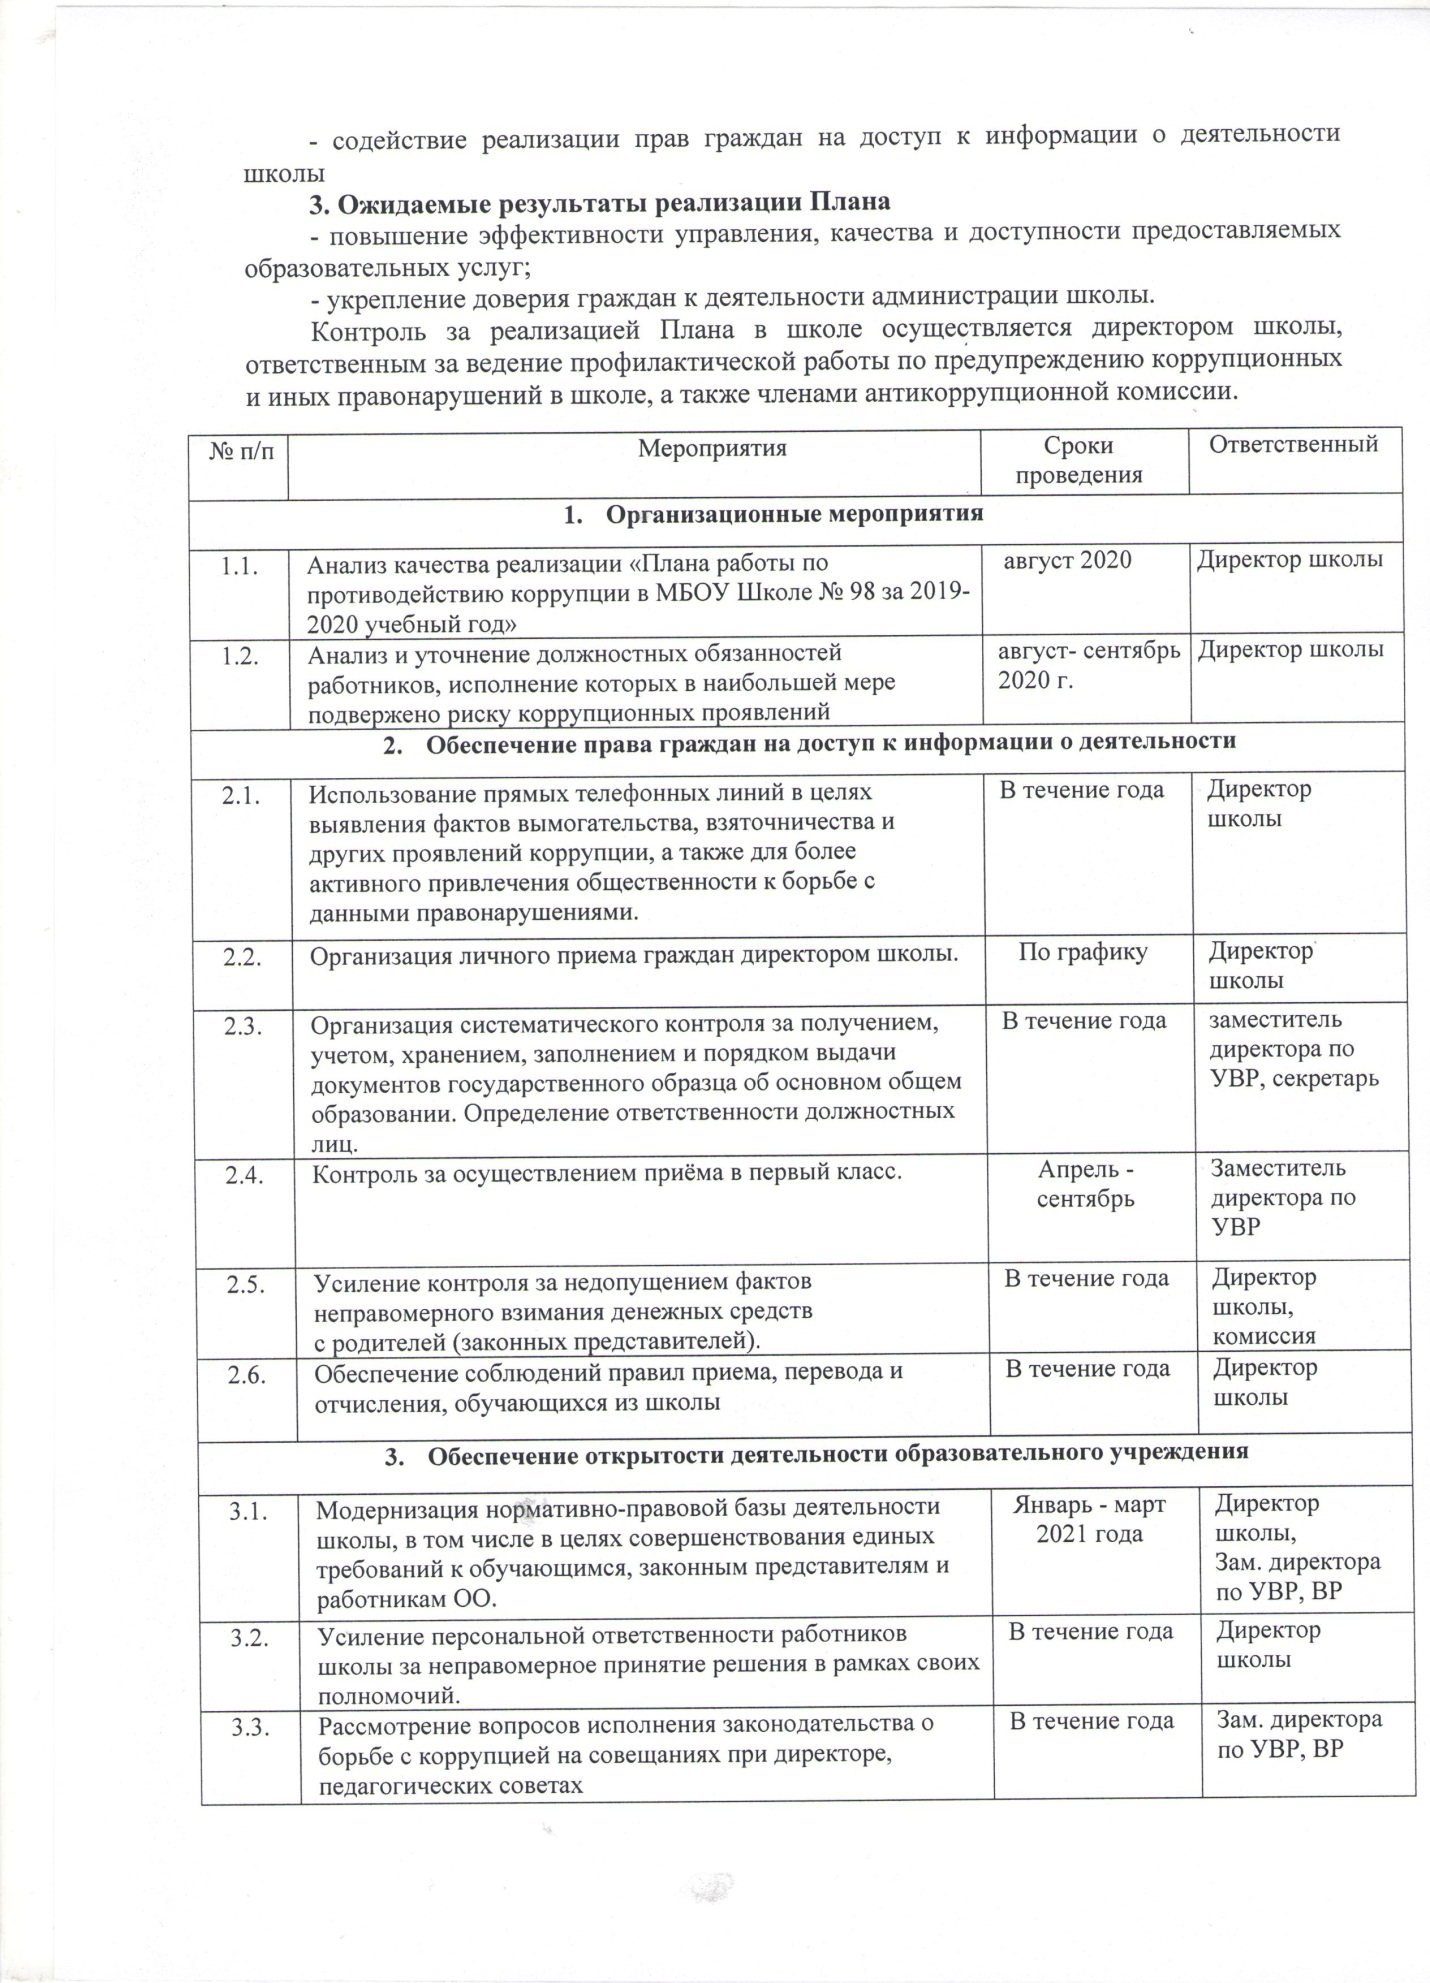 - содействие реализации прав граждан на доступ к информации о деятельности
школы
3. Ожидаемые результаты реализации Плана
- повышение эффективности управления, качества и доступности предоставляемых
образовательных услуг;
- укрепление доверия граждан к деятельности администрации школы.
Контроль за реализацией Плана в школе осуществляется директором школы,
ответственным за ведение профилактической работы по предупреждению коррупционных
и иных правонарушений в школе, а также членами антикоррупционной комиссии.
№ п/п
Мероприятия
Сроки
проведения
Ответственный
1. Организационные мероприятия
1.1.
Анализ качества реализации «Плана работы по
противодействию коррупции в МБОУ Школе № 98 за 2019-
2020 учебный год»
август 2020
Директор школы
1.2.
Анализ и уточнение должностных обязанностей
работников, исполнение которых в наибольшей мере
подвержено риску коррупционных проявлений
август- сентябрь
2020 г.
Директор школы
2. Обеспечение права граждан на доступ к информации о деятельности
2.1.
Использование прямых телефонных линий в целях
выявления фактов вымогательства, взяточничества и
других проявлений коррупции, а также для более
активного привлечения общественности к борьбе с
данными правонарушениями.
В течение года
Директор
школы
2.2.
Организация личного приема граждан директором школы.
По графику
Директор
школы
2.3.
Организация систематического контроля за получением,
учетом, хранением, заполнением и порядком выдачи
документов государственного образца об основном общем
образовании. Определение ответственности должностных
лиц.
В течение года
заместитель
директора по
УВР, секретарь
2.4.
Контроль за осуществлением приёма в первый класс.
Апрель -
сентябрь
Заместитель
директора по
УВР
2.5.
Усиление контроля за недопущением фактов
неправомерного взимания денежных средств
с родителей (законных представителей).
В течение года
Директор
школы,
комиссия
2.6.
Обеспечение соблюдений правил приема, перевода и
отчисления, обучающихся из школы
В течение года
Директор
школы
3. Обеспечение открытости деятельности образовательного учреждения
3.1.
Модернизация нормативно-правовой базы деятельности
школы, в том числе в целях совершенствования единых
требований к обучающимся, законным представителям и
работникам ОО.
Январь - март
2021 года
Директор
школы,
Зам. директора
по УВР, ВР
3.2.
Усиление персональной ответственности работников
школы за неправомерное принятие решения в рамках своих
полномочий.
В течение года
Директор
школы
3.3.
Рассмотрение вопросов исполнения законодательства о
борьбе с коррупцией на совещаниях при директоре,
педагогических советах
В течение года
Зам. директора
по УВР, ВР